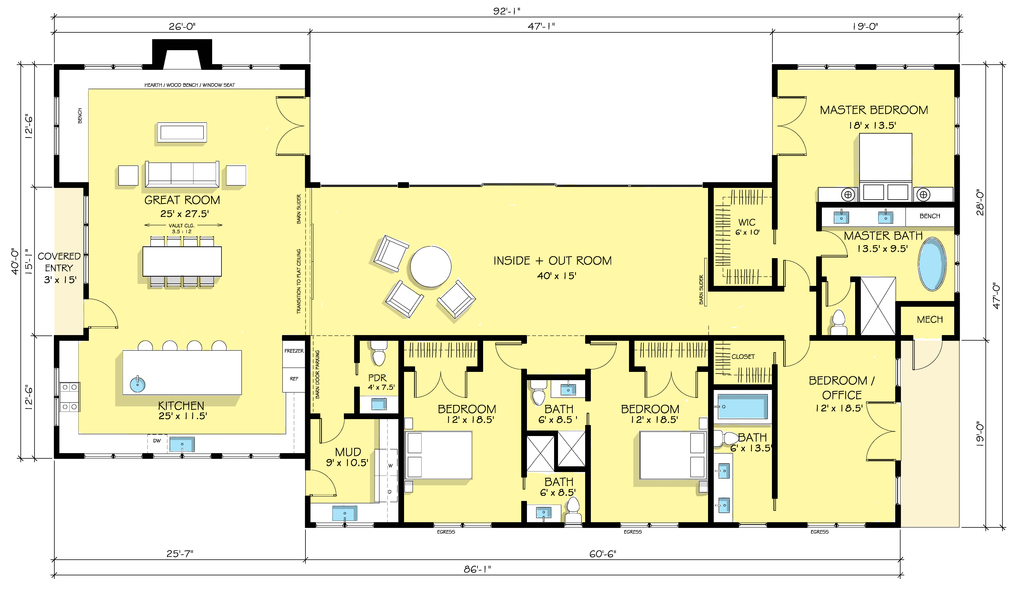 92'-1"
26'-0"
47'-1"
19'-0"
HEARTH / WOOD BENCH / WINDOW SEAT
BENCH
12'-6"
40'-0"
15'-1"
12'-6"
GREAT ROOM
25' x 27.5'
VAULT CLG.
3.5 : 12
BARN SLIDER
TRANSITION TO FLAT CEILING
COVERED
ENTRY
3' x 15'
INSIDE + OUT ROOM
40' x 15'
BARN SLIDER
WIC
6' x 10'
MASTER BEDROOM
18' x 13.5'
BENCH
MASTER BATH
13.5' x 9.5'
MECH
28'-0"
47'-0"
19'-0"
FREEZER
REF
KITCHEN
25' x 11.5'
DW
BARN DOOR PARKING
PDR
4' x 7.5'
MUD
9' x 10.5'
W
BEDROOM
12' x 18.5'
BATH
6' x 8.5'
BATH
6' x 8.5'
BEDROOM
12' x 18.5'
CLOSET
BATH
6' x 13.5'
BEDROOM /
OFFICE
12' x 18.5'
EGRESS
EGRESS
EGRESS
25'-7"
60'-6"
86'-1"